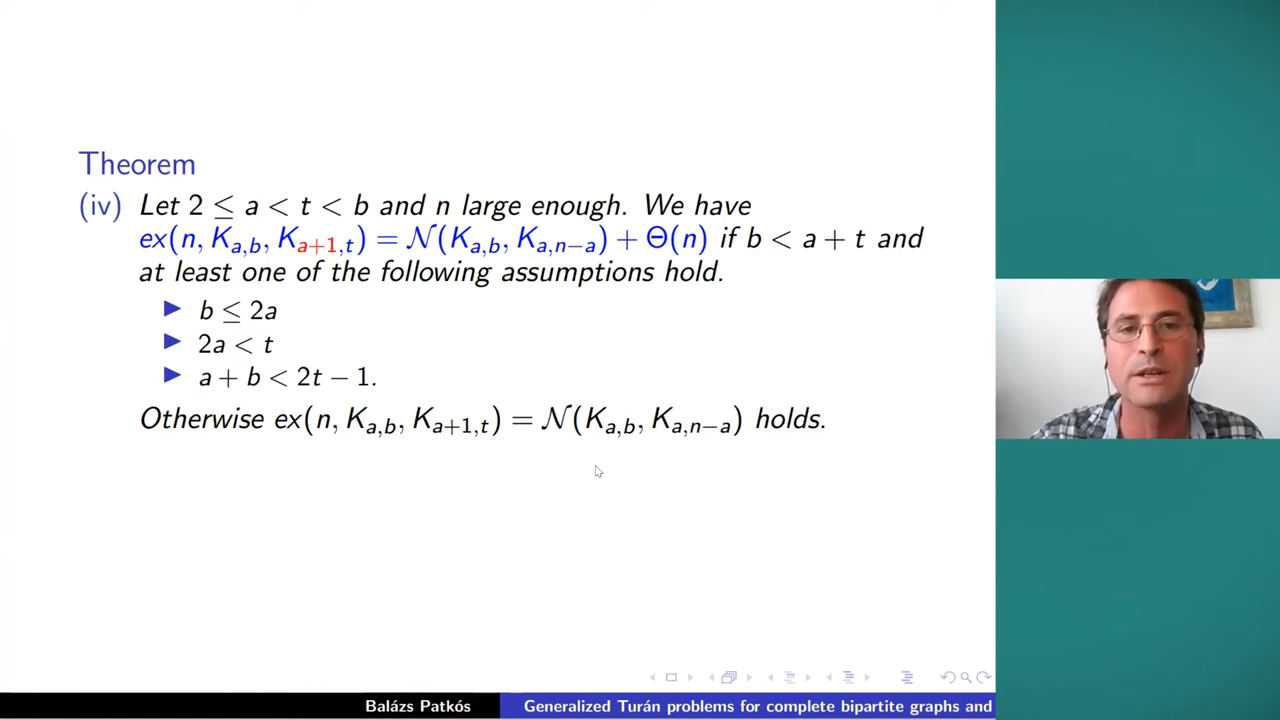 Theorem
(iv) Let 2 ≤ a < t < b and n large enough. We have
ex(n, K_{a,b}, K_{a+1,t}) = 𝒩(K_{a,b}, K_{a,n−a}) + Θ(n) if b < a + t and
at least one of the following assumptions hold.
▶ b ≤ 2a
▶ 2a < t
▶ a + b < 2t − 1.
Otherwise ex(n, K_{a,b}, K_{a+1,t}) = 𝒩(K_{a,b}, K_{a,n−a}) holds.
Balázs Patkós Generalized Turán problems for complete bipartite graphs and